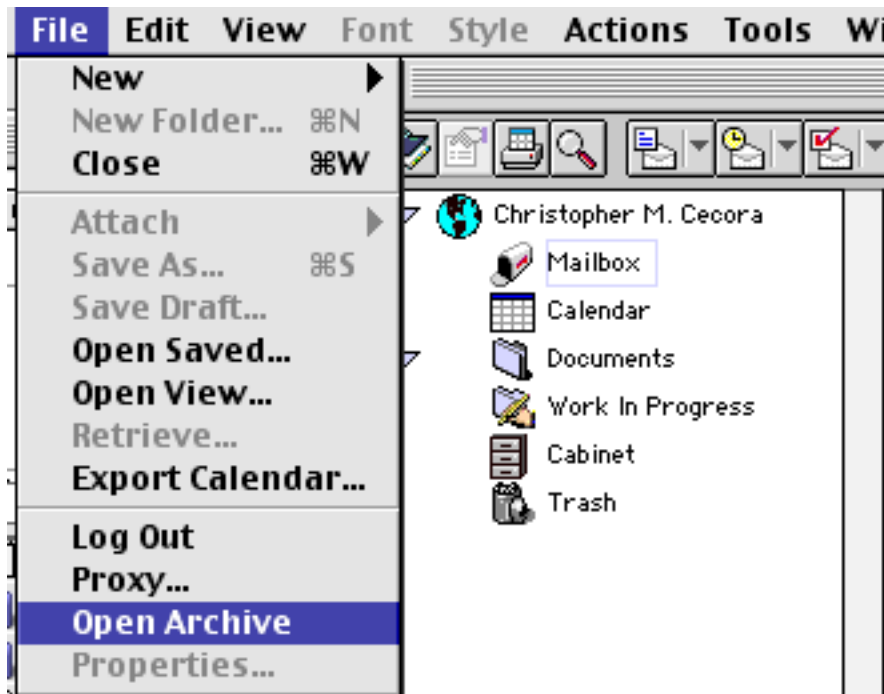 File Edit View Font Style Actions Tools
New
New Folder... ⌘N
Close ⌘W
Attach
Save As... ⌘S
Save Draft...
Open Saved...
Open View...
Retrieve...
Export Calendar...
Log Out
Proxy...
Open Archive
Properties...
Christopher M. Cecora
Mailbox
Calendar
Documents
Work In Progress
Cabinet
Trash